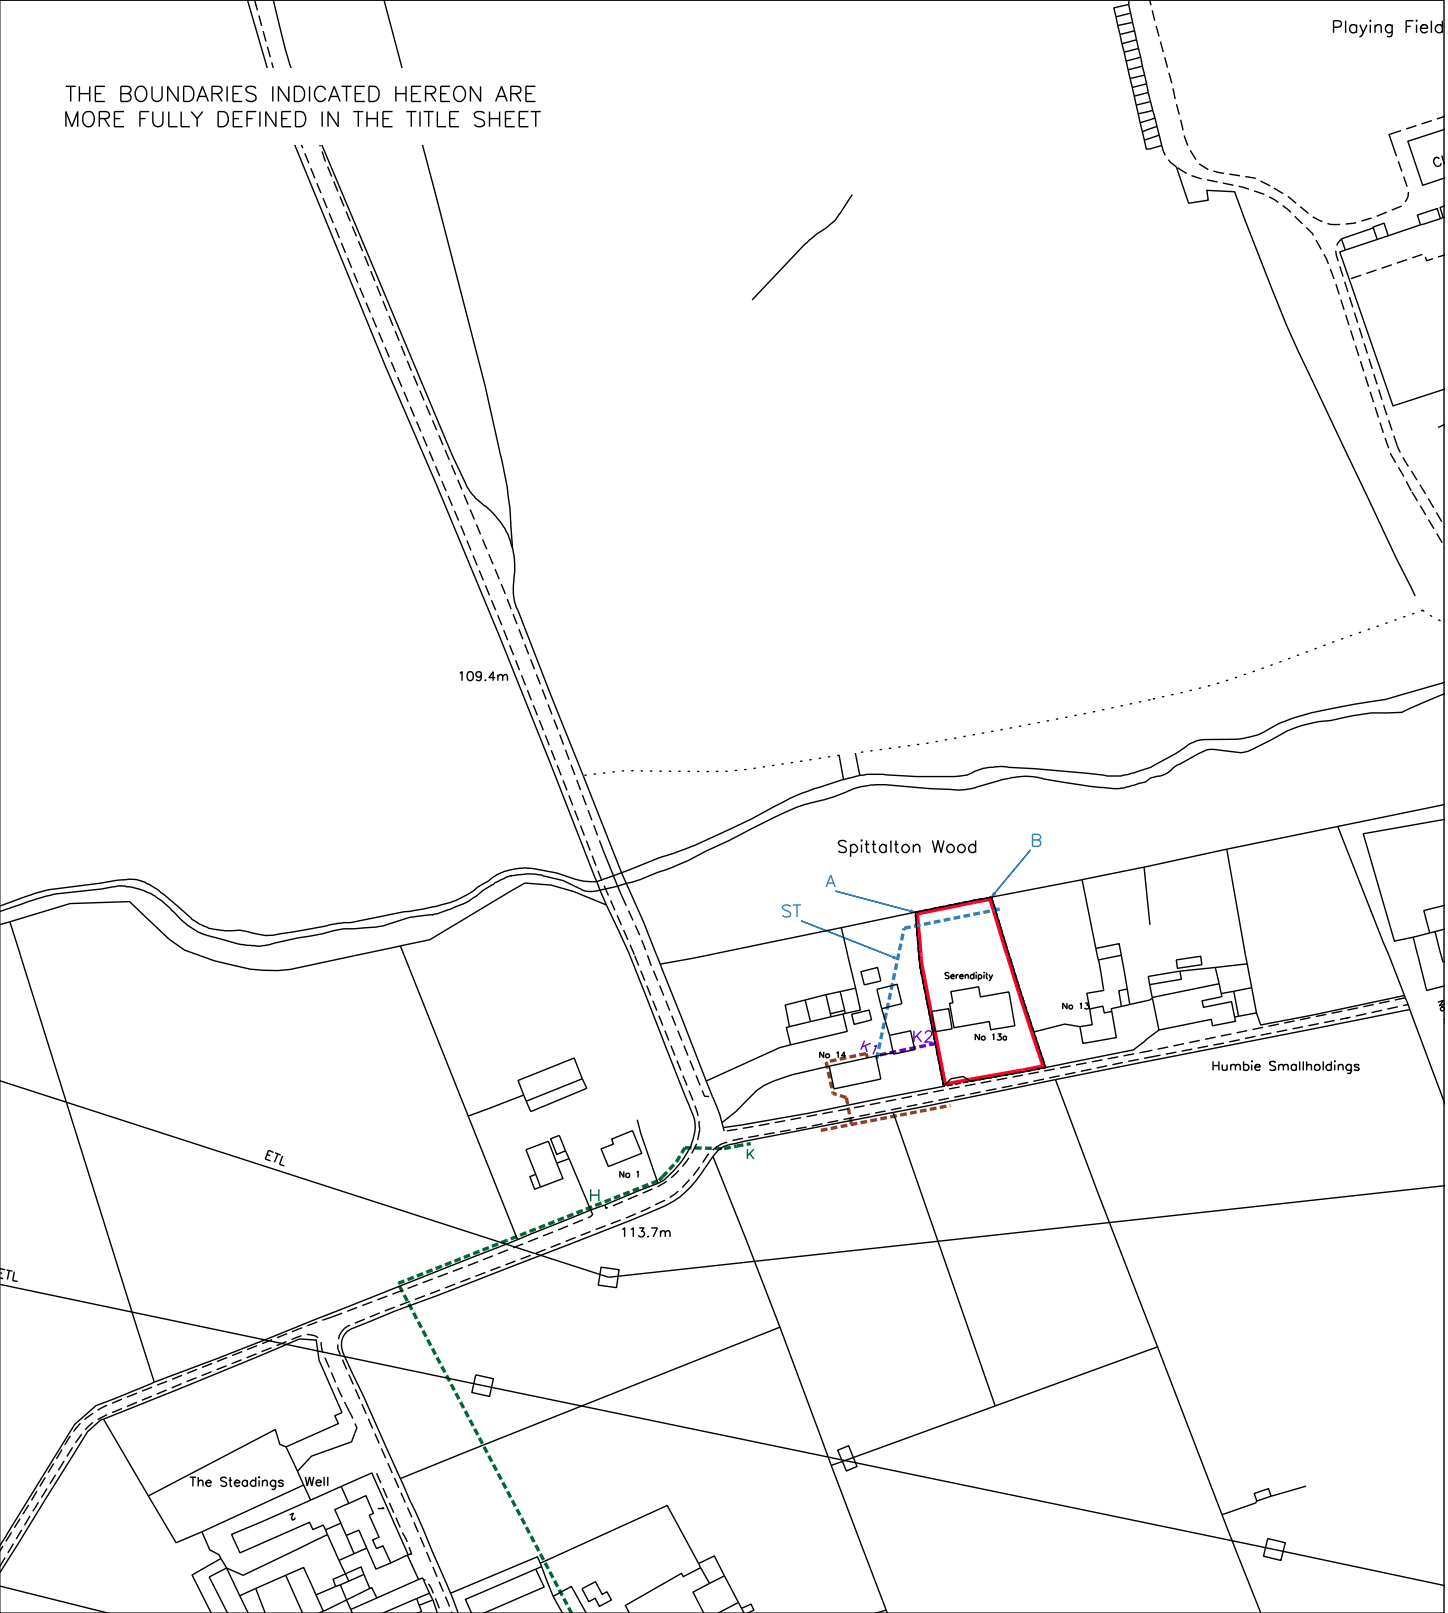 Playing Field
THE BOUNDARIES INDICATED HEREON ARE
MORE FULLY DEFINED IN THE TITLE SHEET
109.4m
Spittalton Wood
B
A
ST
Serendipity
No 13
K2
No 13a
K1
No 14
Humbie Smallholdings
K
ETL
No 1
H
113.7m
ETL
The Steadings
Well
1
2